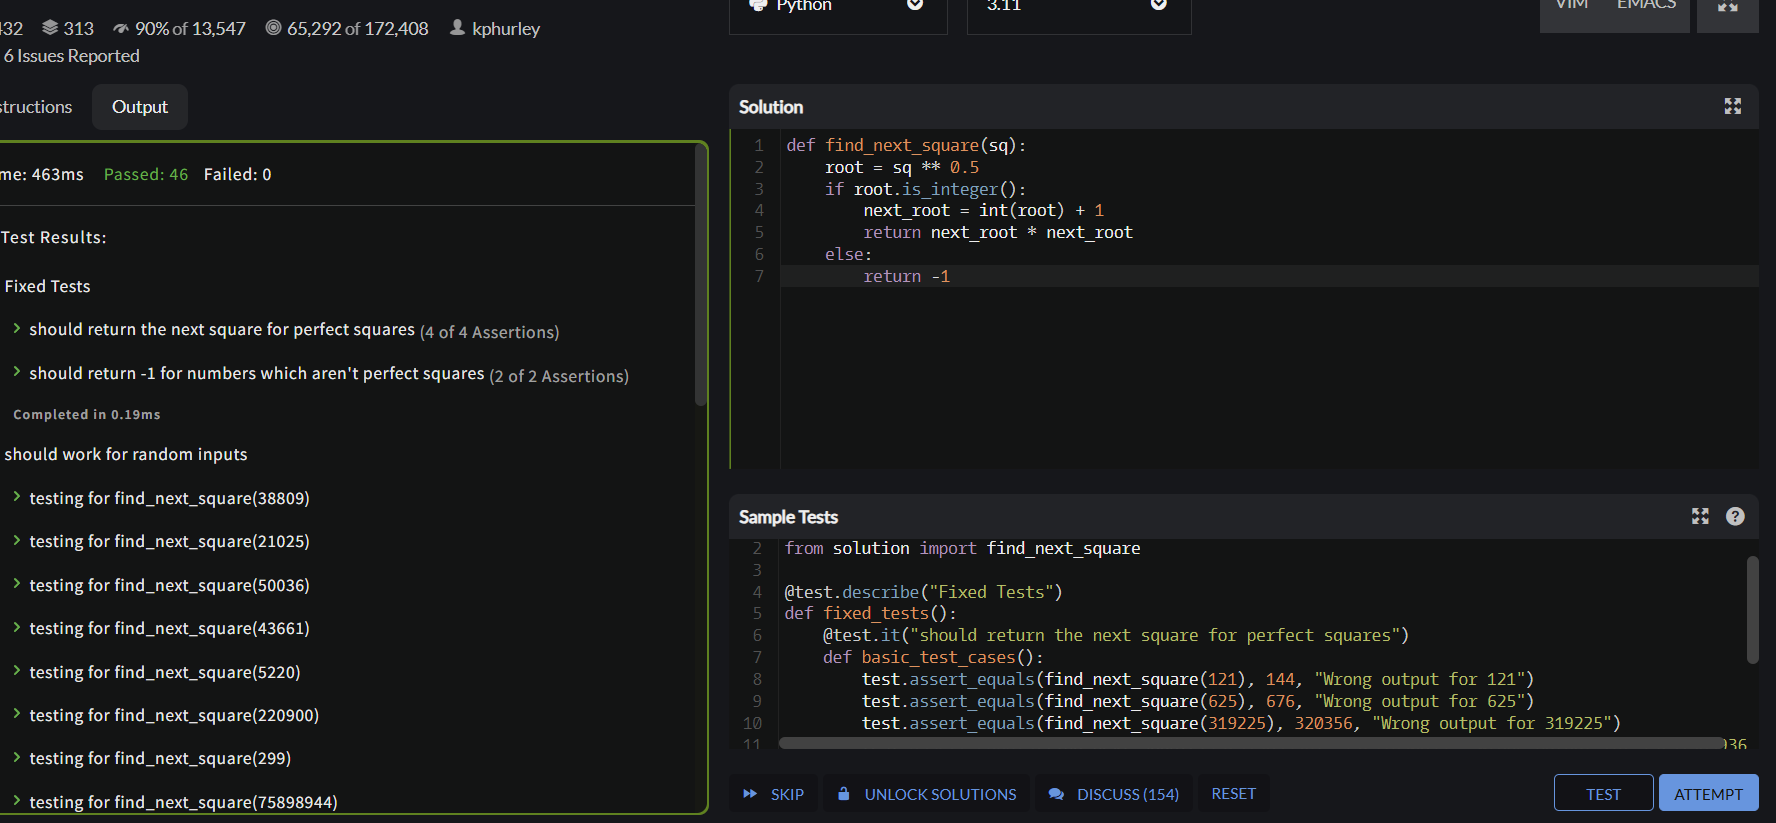 432 313 90% of 13,547 65,292 of 172,408 kphurley
6 Issues Reported
structions Output
me: 463ms Passed: 46 Failed: 0
Test Results:
Fixed Tests
should return the next square for perfect squares (4 of 4 Assertions)
should return -1 for numbers which aren't perfect squares (2 of 2 Assertions)
Completed in 0.19ms
should work for random inputs
testing for find_next_square(38809)
testing for find_next_square(21025)
testing for find_next_square(50036)
testing for find_next_square(43661)
testing for find_next_square(5220)
testing for find_next_square(220900)
testing for find_next_square(299)
testing for find_next_square(75898944)
Python 3.11 VIM EMACS
Solution
1 def find_next_square(sq):
2 root = sq ** 0.5
3 if root.is_integer():
4 next_root = int(root) + 1
5 return next_root * next_root
6 else:
7 return -1
Sample Tests
2 from solution import find_next_square
3
4 @test.describe("Fixed Tests")
5 def fixed_tests():
6 @test.it("should return the next square for perfect squares")
7 def basic_test_cases():
8 test.assert_equals(find_next_square(121), 144, "Wrong output for 121")
9 test.assert_equals(find_next_square(625), 676, "Wrong output for 625")
10 test.assert_equals(find_next_square(319225), 320356, "Wrong output for 319225")
11 936
SKIP UNLOCK SOLUTIONS DISCUSS (154) RESET TEST ATTEMPT